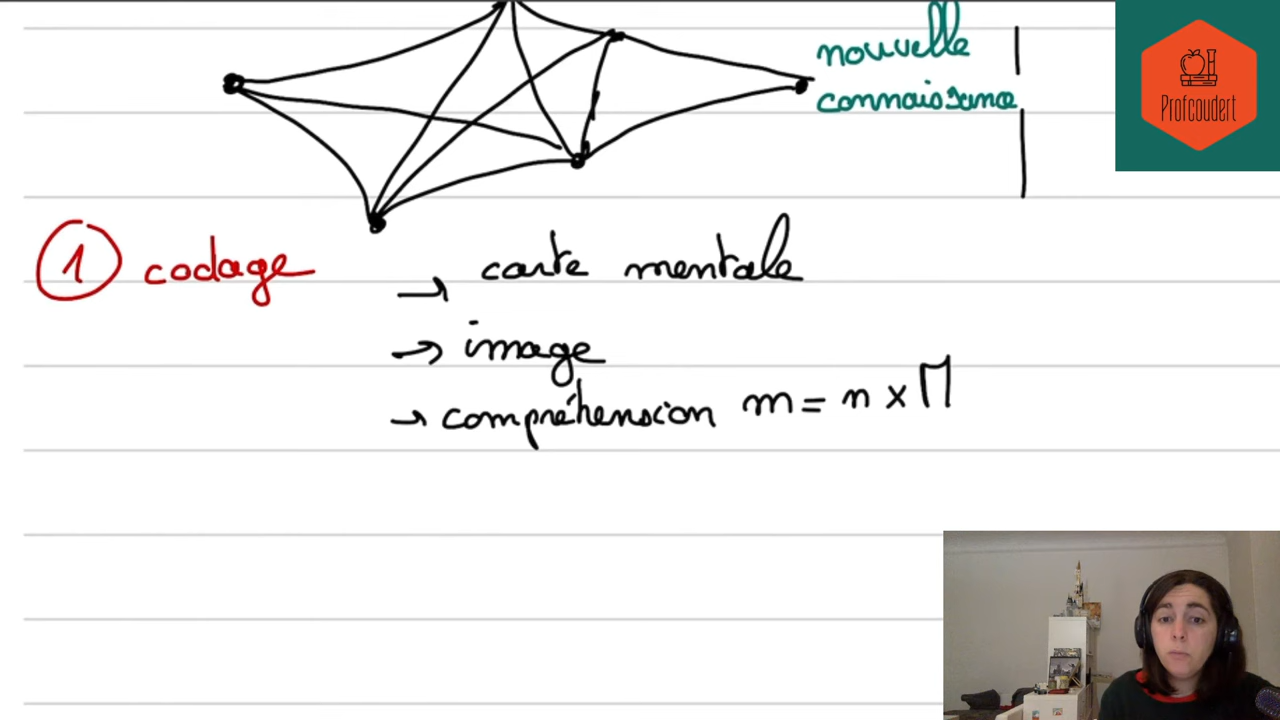 nouvelle
connaissance
Profcoudert
1 codage
→ carte mentale
→ image
→ compréhension m = n × M